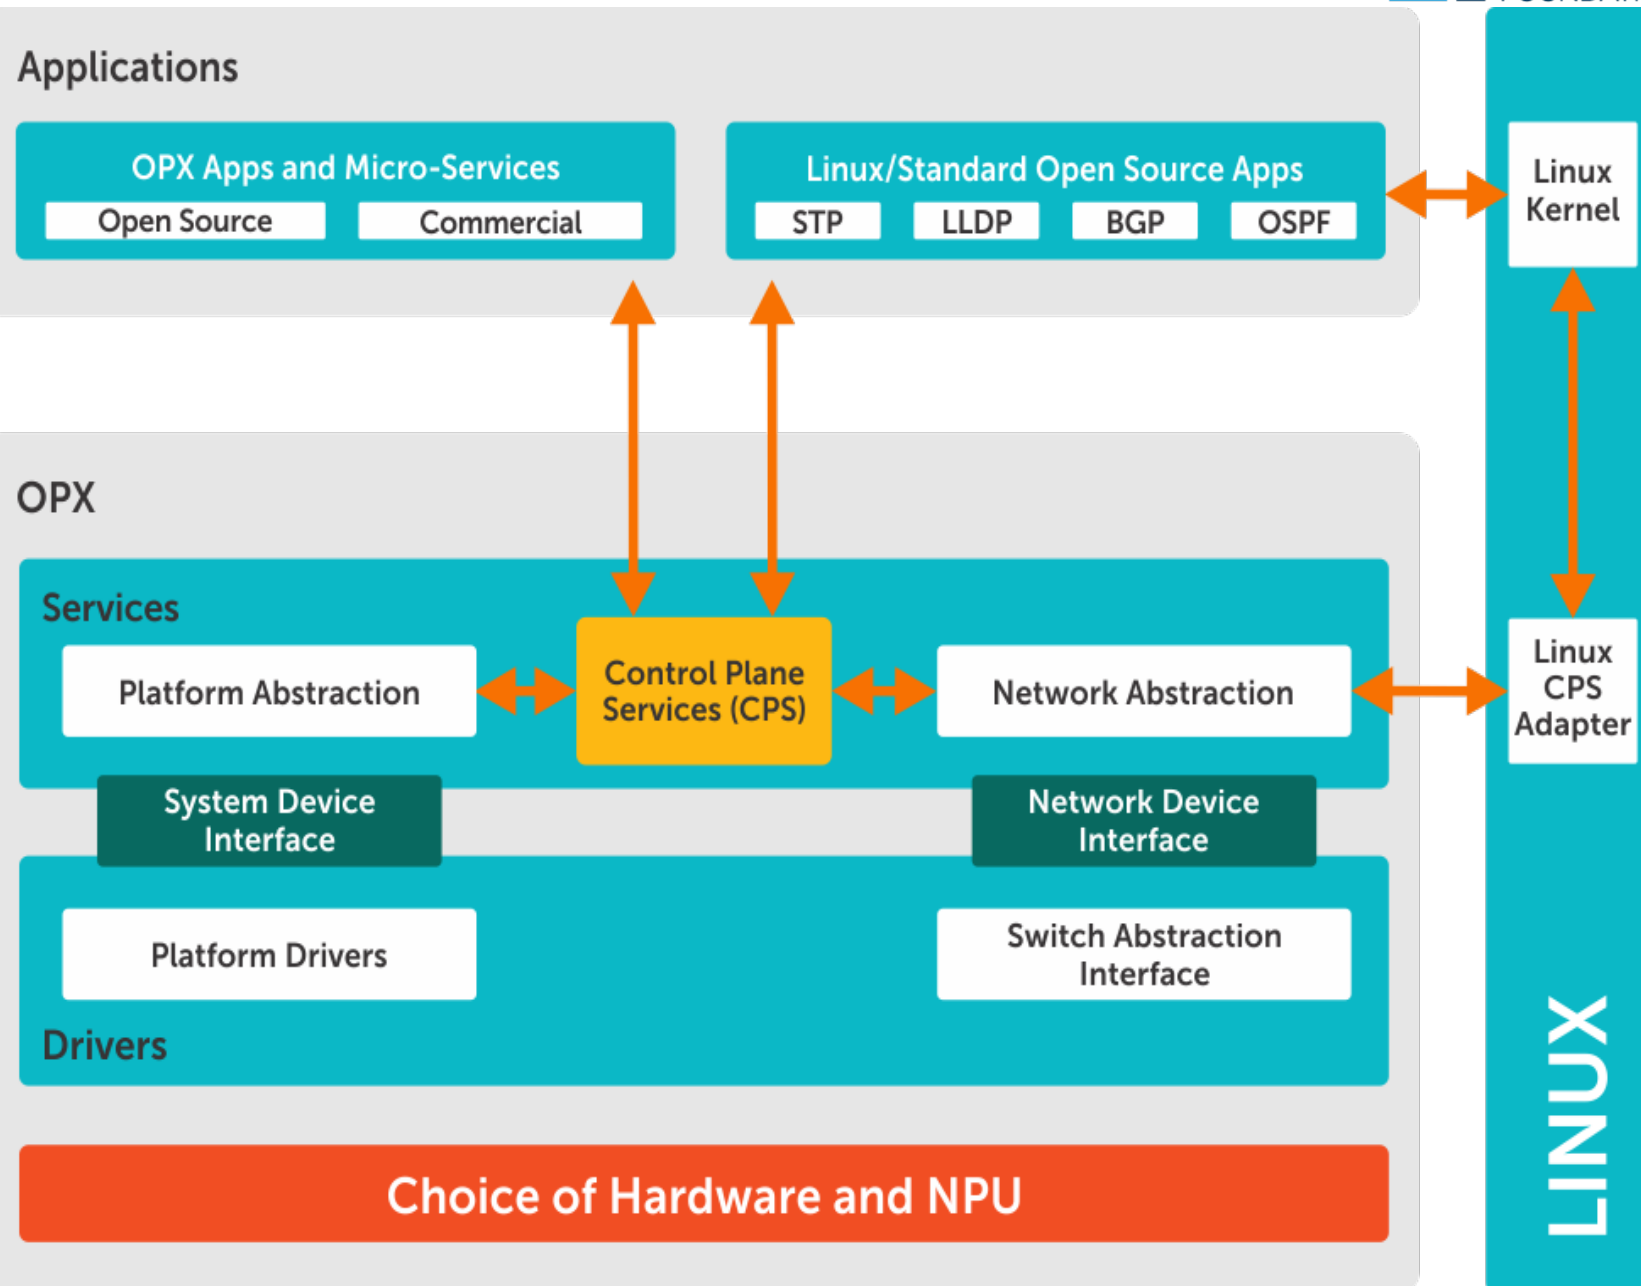 Applications
OPX Apps and Micro-Services
Open Source
Commercial
Linux/Standard Open Source Apps
STP
LLDP
BGP
OSPF
Linux
Kernel
OPX
Services
Platform Abstraction
Control Plane
Services (CPS)
Network Abstraction
Linux
CPS
Adapter
System Device
Interface
Network Device
Interface
Platform Drivers
Switch Abstraction
Interface
Drivers
Choice of Hardware and NPU
LINUX